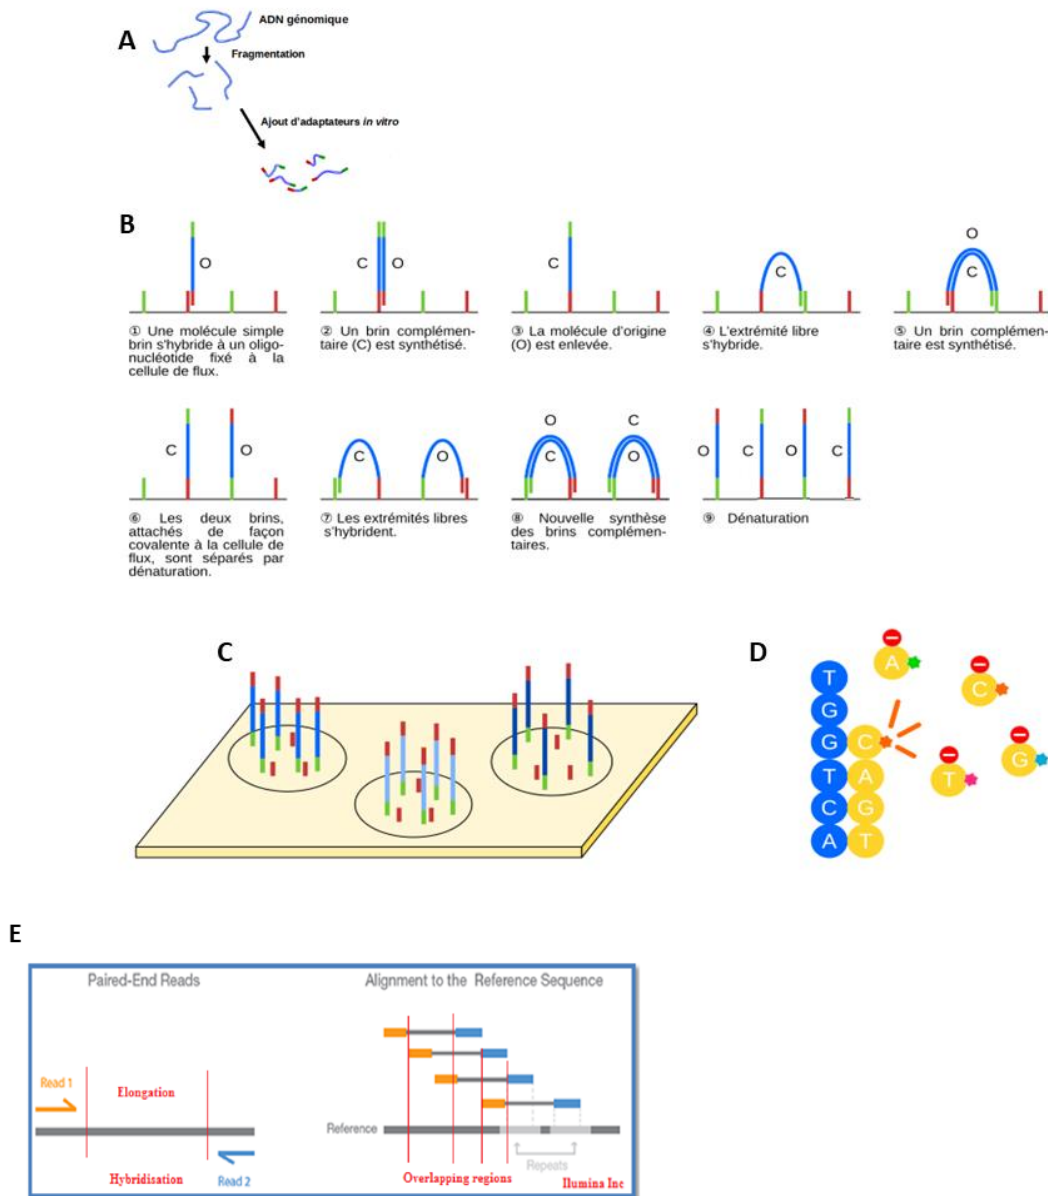 A
ADN génomique
Fragmentation
Ajout d'adaptateurs in vitro
B
O
C O
C
C
O
C
① Une molécule simple
brin s'hybride à un oligo-
nucléotide fixé à la
cellule de flux.
② Un brin complémen-
taire (C) est synthétisé.
③ La molécule d'origine
(O) est enlevée.
④ L'extrémité libre
s'hybride.
⑤ Un brin complémen-
taire est synthétisé.
C O
C O
O C
C O
O C O C
⑥ Les deux brins,
attachés de façon
covalente à la cellule de
flux, sont séparés par
dénaturation.
⑦ Les extrémités libres
s'hybrident.
⑧ Nouvelle synthèse
des brins complémen-
taires.
⑨ Dénaturation
C
D
A
T
C
G
G C
G
T A
T
C G
A T
E
Paired-End Reads
Read 1
Elongation
Hybridisation
Read 2
Alignment to the Reference Sequence
Reference
Repeats
Overlapping regions
Ilumina Inc